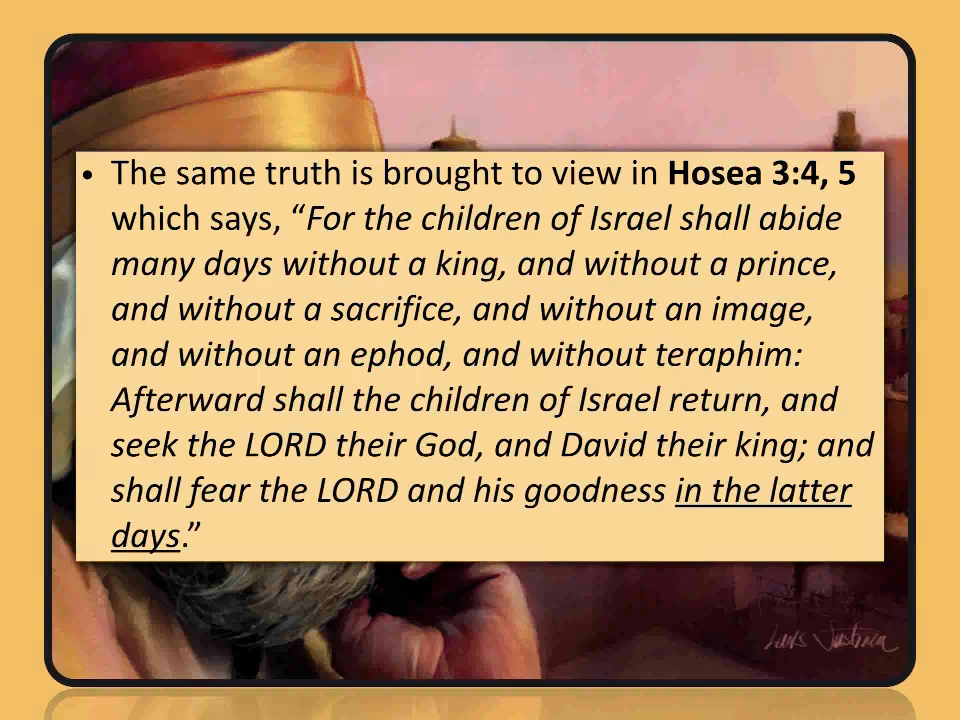 • The same truth is brought to view in Hosea 3:4, 5
which says, “For the children of Israel shall abide
many days without a king, and without a prince,
and without a sacrifice, and without an image,
and without an ephod, and without teraphim:
Afterward shall the children of Israel return, and
seek the LORD their God, and David their king; and
shall fear the LORD and his goodness in the latter
days.”